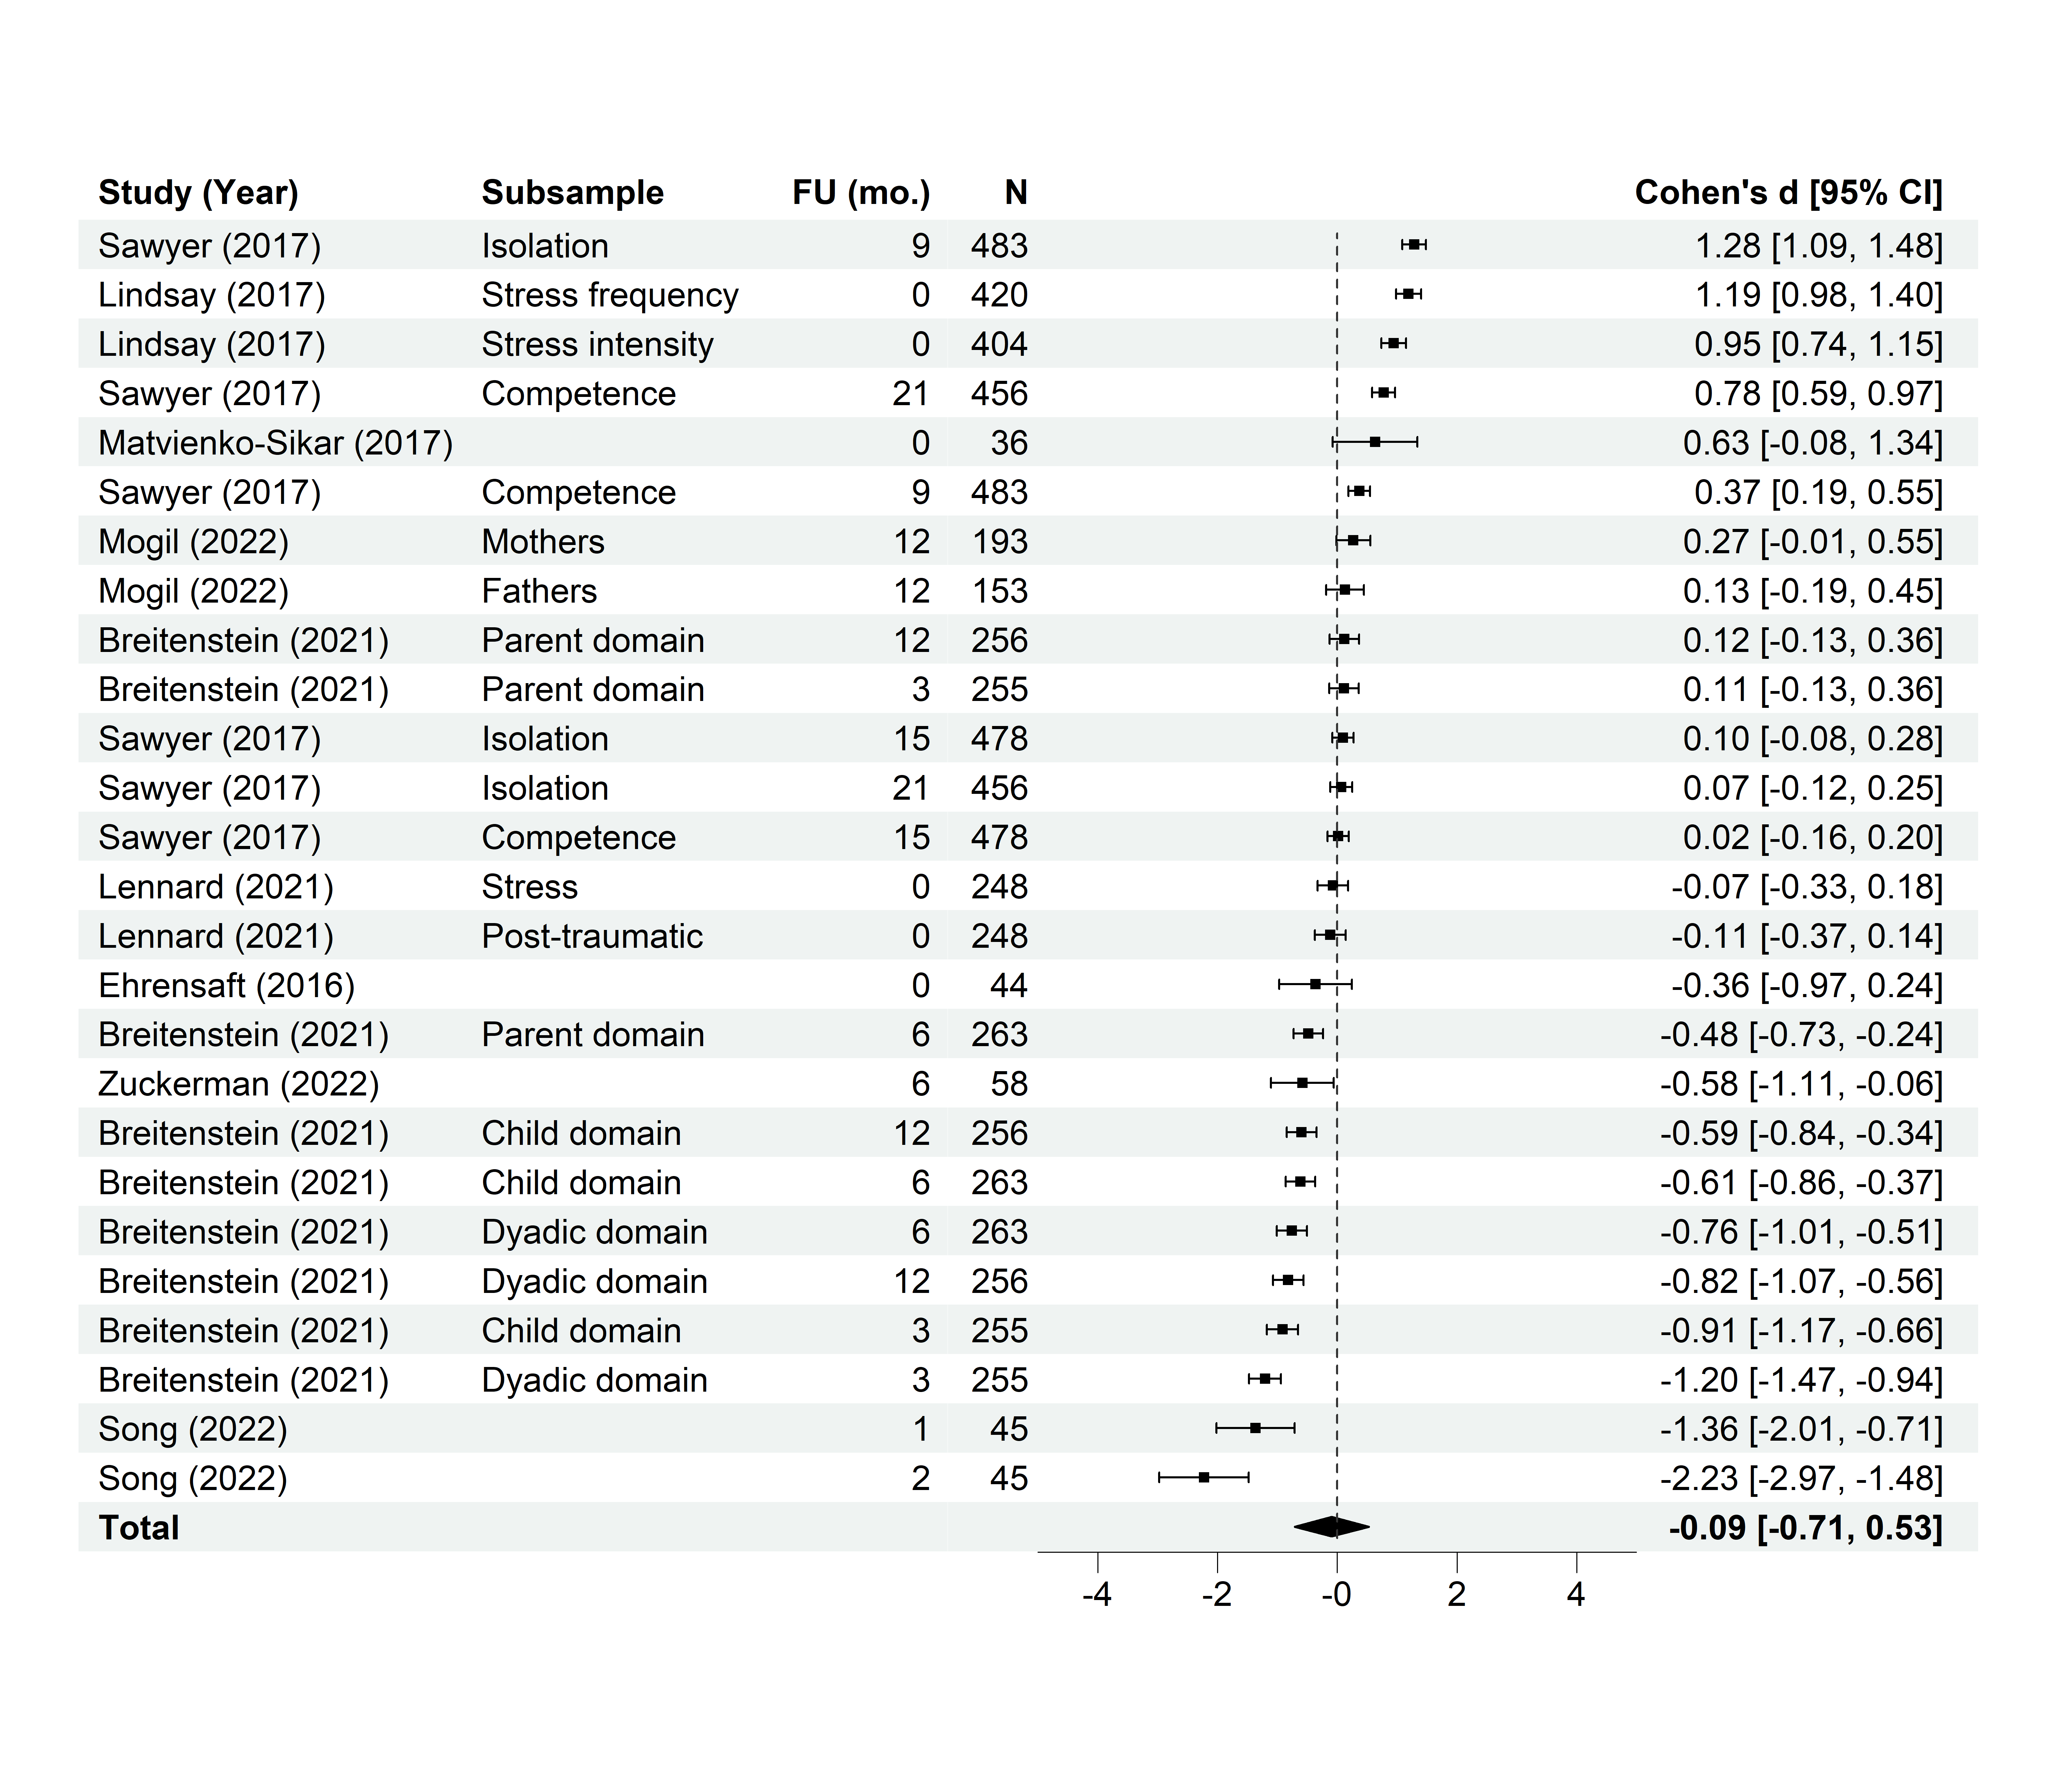 Study (Year) Subsample FU (mo.) N Cohen's d [95% CI]
Sawyer (2017) Isolation 9 483 1.28 [1.09, 1.48]
Lindsay (2017) Stress frequency 0 420 1.19 [0.98, 1.40]
Lindsay (2017) Stress intensity 0 404 0.95 [0.74, 1.15]
Sawyer (2017) Competence 21 456 0.78 [0.59, 0.97]
Matvienko-Sikar (2017) 0 36 0.63 [-0.08, 1.34]
Sawyer (2017) Competence 9 483 0.37 [0.19, 0.55]
Mogil (2022) Mothers 12 193 0.27 [-0.01, 0.55]
Mogil (2022) Fathers 12 153 0.13 [-0.19, 0.45]
Breitenstein (2021) Parent domain 12 256 0.12 [-0.13, 0.36]
Breitenstein (2021) Parent domain 3 255 0.11 [-0.13, 0.36]
Sawyer (2017) Isolation 15 478 0.10 [-0.08, 0.28]
Sawyer (2017) Isolation 21 456 0.07 [-0.12, 0.25]
Sawyer (2017) Competence 15 478 0.02 [-0.16, 0.20]
Lennard (2021) Stress 0 248 -0.07 [-0.33, 0.18]
Lennard (2021) Post-traumatic 0 248 -0.11 [-0.37, 0.14]
Ehrensaft (2016) 0 44 -0.36 [-0.97, 0.24]
Breitenstein (2021) Parent domain 6 263 -0.48 [-0.73, -0.24]
Zuckerman (2022) 6 58 -0.58 [-1.11, -0.06]
Breitenstein (2021) Child domain 12 256 -0.59 [-0.84, -0.34]
Breitenstein (2021) Child domain 6 263 -0.61 [-0.86, -0.37]
Breitenstein (2021) Dyadic domain 6 263 -0.76 [-1.01, -0.51]
Breitenstein (2021) Dyadic domain 12 256 -0.82 [-1.07, -0.56]
Breitenstein (2021) Child domain 3 255 -0.91 [-1.17, -0.66]
Breitenstein (2021) Dyadic domain 3 255 -1.20 [-1.47, -0.94]
Song (2022) 1 45 -1.36 [-2.01, -0.71]
Song (2022) 2 45 -2.23 [-2.97, -1.48]
Total -0.09 [-0.71, 0.53]
-4 -2 -0 2 4